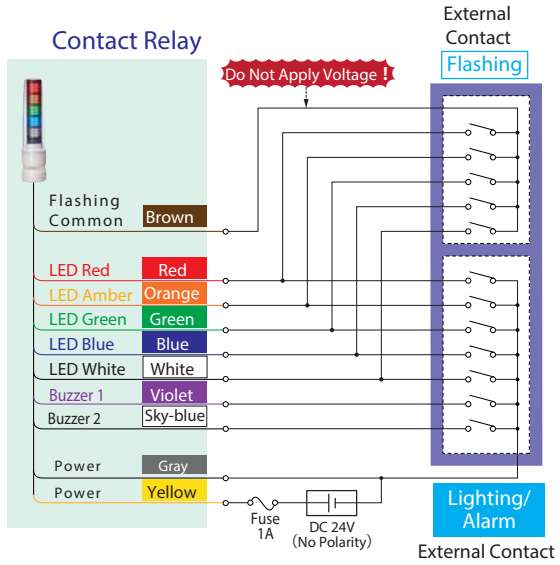 External
Contact
Flashing
Contact Relay
Do Not Apply Voltage !
Flashing
Common
Brown
LED Red
Red
LED Amber
Orange
LED Green
Green
LED Blue
Blue
LED White
White
Buzzer 1
Violet
Buzzer 2
Sky-blue
Power
Gray
Power
Yellow
Fuse
1A
DC 24V
(No Polarity)
Lighting/
Alarm
External Contact